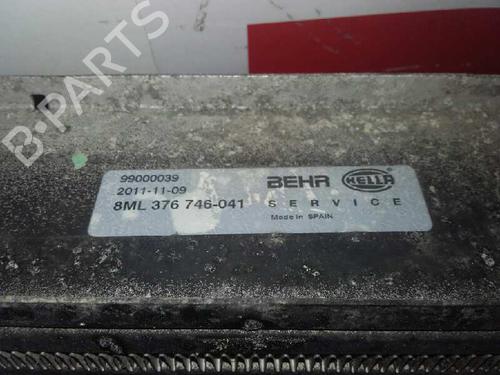 B-PARTS
99000039
2011-11-09
8ML 376 746-041
BEHR HELLA
SERVICE
Made in SPAIN